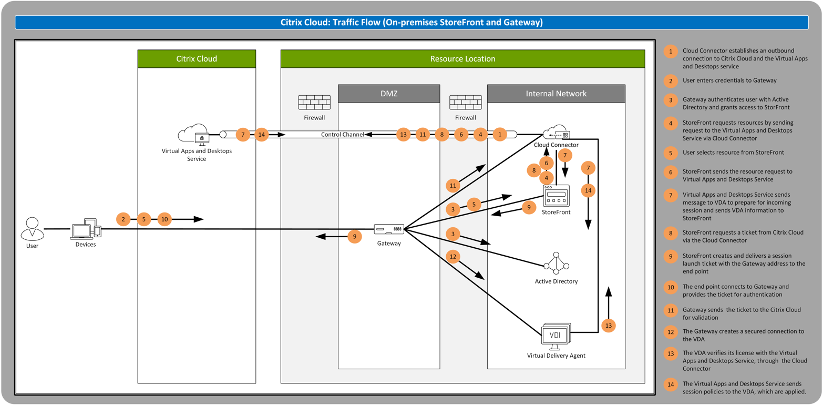 Citrix Cloud: Traffic Flow (On-premises StoreFront and Gateway)
Citrix Cloud
Resource Location
DMZ
Internal Network
Firewall
Firewall
7
14
Control Channel
13
11
8
6
4
1
Cloud Connector
Virtual Apps and Desktops
Service
6
8
4
7
7
14
11
3
5
9
StoreFront
2
5
10
User
Devices
9
Gateway
3
12
Active Directory
VDI
13
Virtual Delivery Agent
1
Cloud Connector establishes an outbound
connection to Citrix Cloud and the Virtual Apps
and Desktops service
2
User enters credentials to Gateway
3
Gateway authenticates user with Active
Directory and grants access to StorFront
4
StoreFront requests resources by sending
request to the Virtual Apps and Desktops
Service via Cloud Connector
5
User selects resource from StoreFront
6
StoreFront sends the resource request to
Virtual Apps and Desktops Service
7
Virtual Apps and Desktops Service sends
message to VDA to prepare for incoming
session and sends VDA information to
StoreFront
8
StoreFront requests a ticket from Citrix Cloud
via the Cloud Connector
9
StoreFront creates and delivers a session
launch ticket with the Gateway address to the
end point
10
The end point connects to Gateway and
provides the ticket for authentication
11
Gateway sends the ticket to the Citrix Cloud
for validation
12
The Gateway creates a secured connection to
the VDA
13
The VDA verifies its license with the Virtual
Apps and Desktops Service, through the Cloud
Connector
14
The Virtual Apps and Desktops Service sends
session policies to the VDA, which are applied.